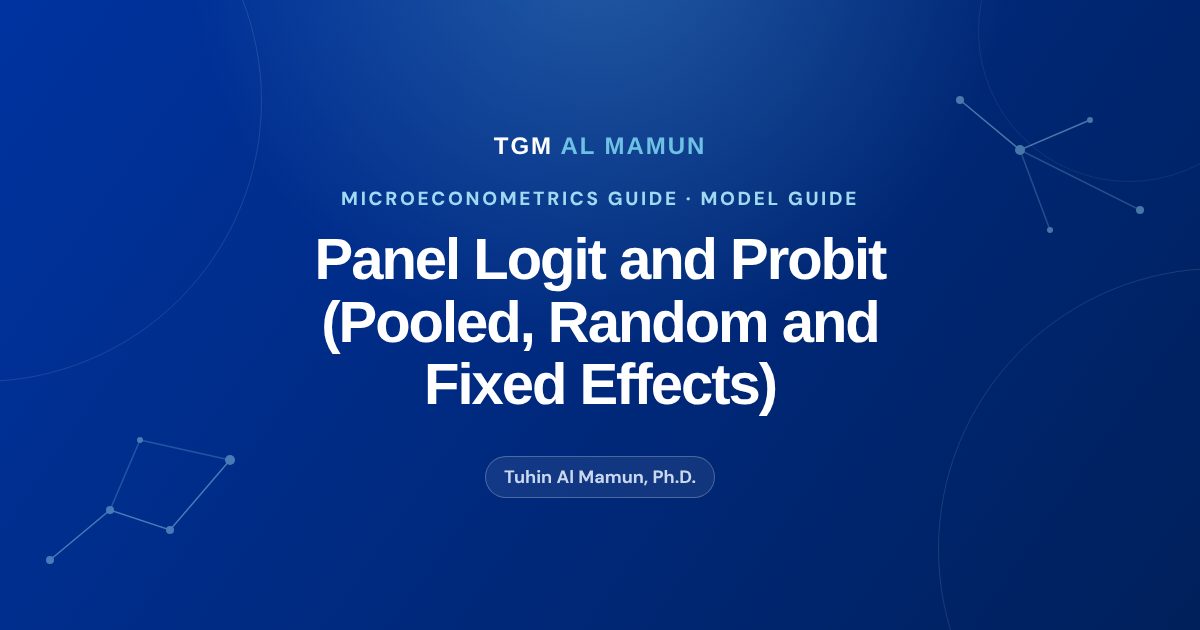 TGM AL MAMUN
MICROECONOMETRICS GUIDE · MODEL GUIDE
Panel Logit and Probit
(Pooled, Random and
Fixed Effects)
Tuhin Al Mamun, Ph.D.